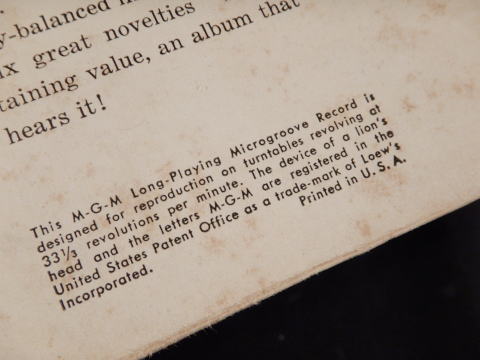 y-balanced
ix great novelties
taining value, an album that
hears it!
This M-G-M Long-Playing Microgroove Record is
designed for reproduction on turntables revolving at
33⅓ revolutions per minute. The device of a lion's
head and the letters M-G-M are registered in the
United States Patent Office as a trade-mark of Loew's
Incorporated.
Printed in U. S. A.